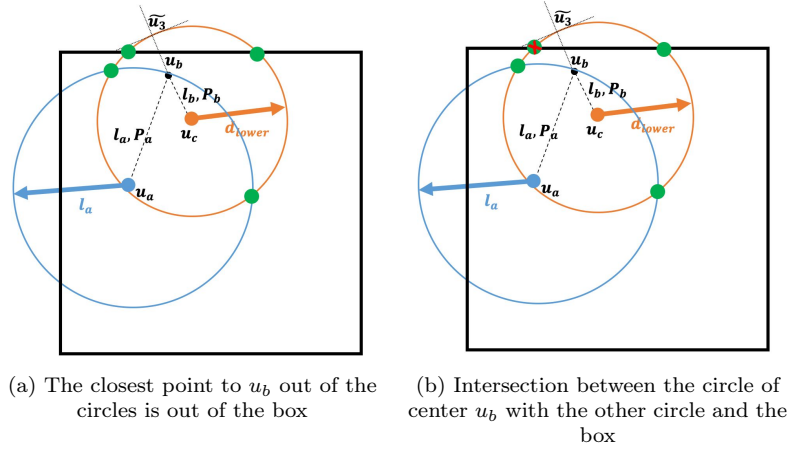 ũ₃
u_b
l_b, P_b
d_lower
u_c
l_a, P_a
u_a
l_a
ũ₃
u_b
l_b, P_b
d_lower
u_c
l_a, P_a
u_a
l_a
(a) The closest point to u_b out of the
circles is out of the box
(b) Intersection between the circle of
center u_b with the other circle and the
box